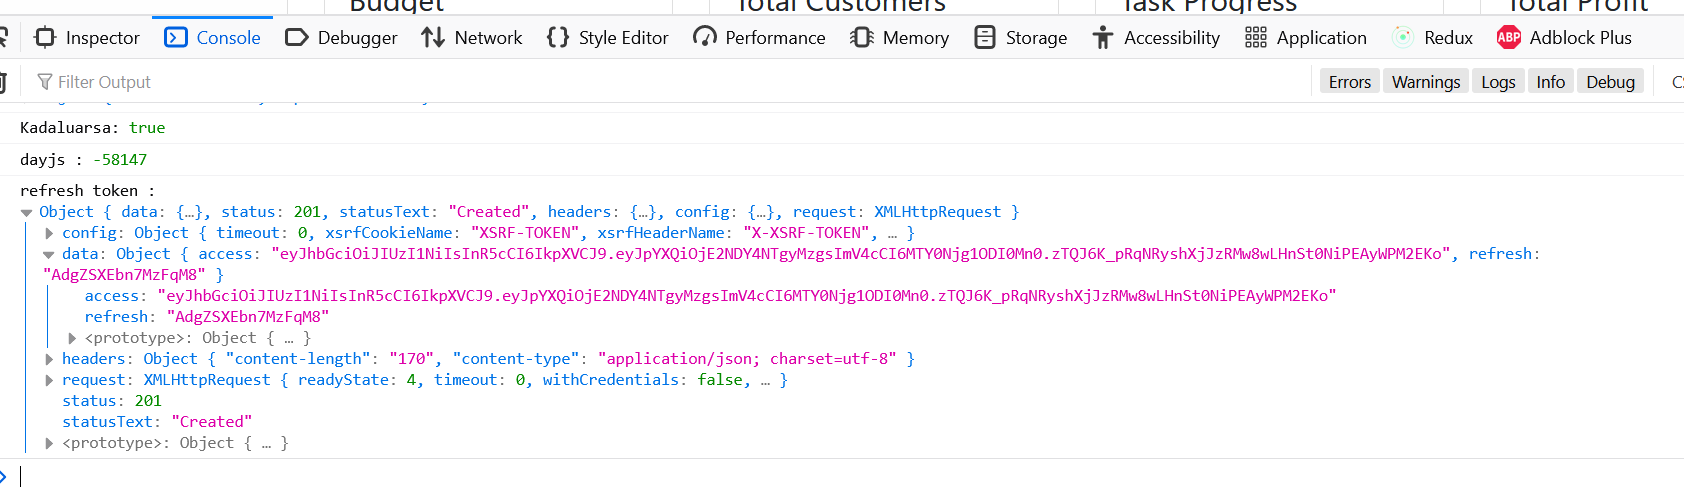 Budget Total Customers Task Progress Total Profit
Inspector Console Debugger Network Style Editor Performance Memory Storage Accessibility Application Redux ABP Adblock Plus
Filter Output Errors Warnings Logs Info Debug
Kadaluarsa: true
dayjs : -58147
refresh token :
Object { data: {…}, status: 201, statusText: "Created", headers: {…}, config: {…}, request: XMLHttpRequest }
config: Object { timeout: 0, xsrfCookieName: "XSRF-TOKEN", xsrfHeaderName: "X-XSRF-TOKEN", … }
data: Object { access: "eyJhbGciOiJIUzI1NiIsInR5cCI6IkpXVCJ9.eyJpYXQiOjE2NDY4NTgyMzgsImV4cCI6MTY0Njg1ODI0Mn0.zTQJ6K_pRqNRyshXjJzRMw8wLHnSt0NiPEAyWPM2EKo", refresh:
"AdgZSXEbn7MzFqM8" }
access: "eyJhbGciOiJIUzI1NiIsInR5cCI6IkpXVCJ9.eyJpYXQiOjE2NDY4NTgyMzgsImV4cCI6MTY0Njg1ODI0Mn0.zTQJ6K_pRqNRyshXjJzRMw8wLHnSt0NiPEAyWPM2EKo"
refresh: "AdgZSXEbn7MzFqM8"
<prototype>: Object { … }
headers: Object { "content-length": "170", "content-type": "application/json; charset=utf-8" }
request: XMLHttpRequest { readyState: 4, timeout: 0, withCredentials: false, … }
status: 201
statusText: "Created"
<prototype>: Object { … }